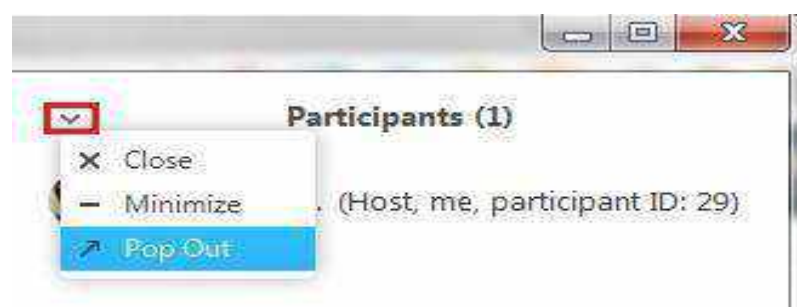 Participants (1)
Close
Minimize . (Host, me, participant ID: 29)
Pop Out